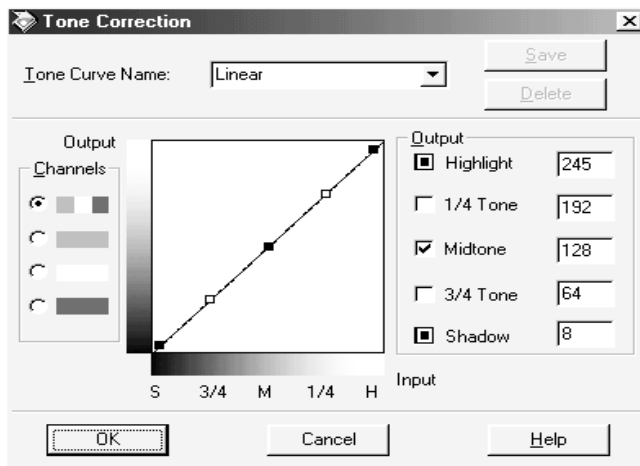 Tone Correction
Tone Curve Name: Linear
Save
Delete
Output
Channels
S 3/4 M 1/4 H
Input
Output
Highlight 245
1/4 Tone 192
Midtone 128
3/4 Tone 64
Shadow 8
OK Cancel Help